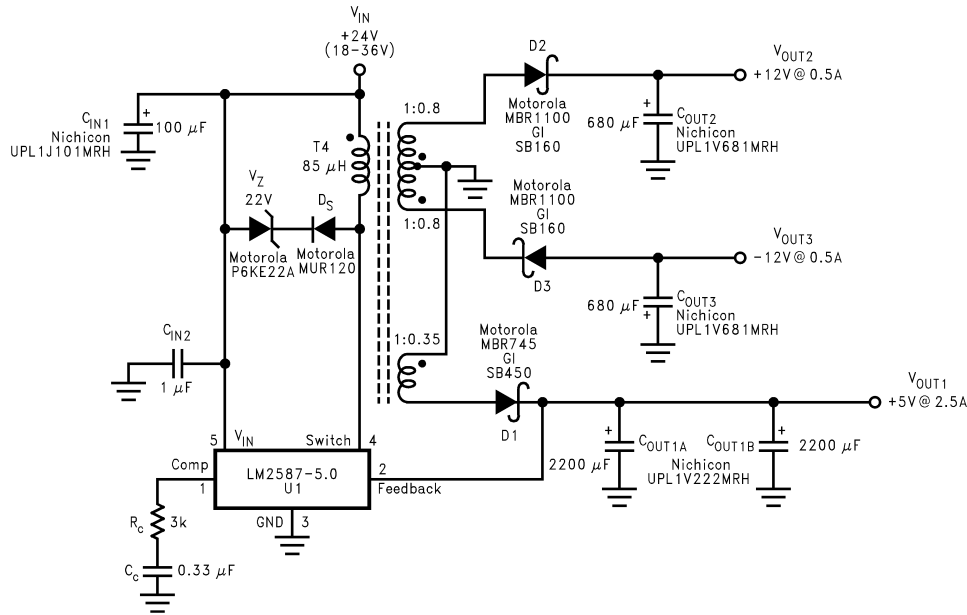 V_IN
+24V
(18-36V)
C_IN1
Nichicon
UPL1J101MRH
+
100 μF
T4
85 μH
1:0.8
1:0.8
D2
Motorola
MBR1100
GI
SB160
V_OUT2
+12V@0.5A
+
680 μF
C_OUT2
Nichicon
UPL1V681MRH
V_Z
22V
Motorola
P6KE22A
D_S
Motorola
MUR120
Motorola
MBR1100
GI
SB160
D3
V_OUT3
-12V@0.5A
680 μF
+
C_OUT3
Nichicon
UPL1V681MRH
C_IN2
1 μF
1:0.35
Motorola
MBR745
GI
SB450
D1
V_OUT1
+5V@2.5A
+
2200 μF
C_OUT1A
C_OUT1B
+
2200 μF
Nichicon
UPL1V222MRH
5
V_IN
Switch
4
Comp
1
LM2587-5.0
U1
2
Feedback
GND
3
R_c
3k
C_c
0.33 μF